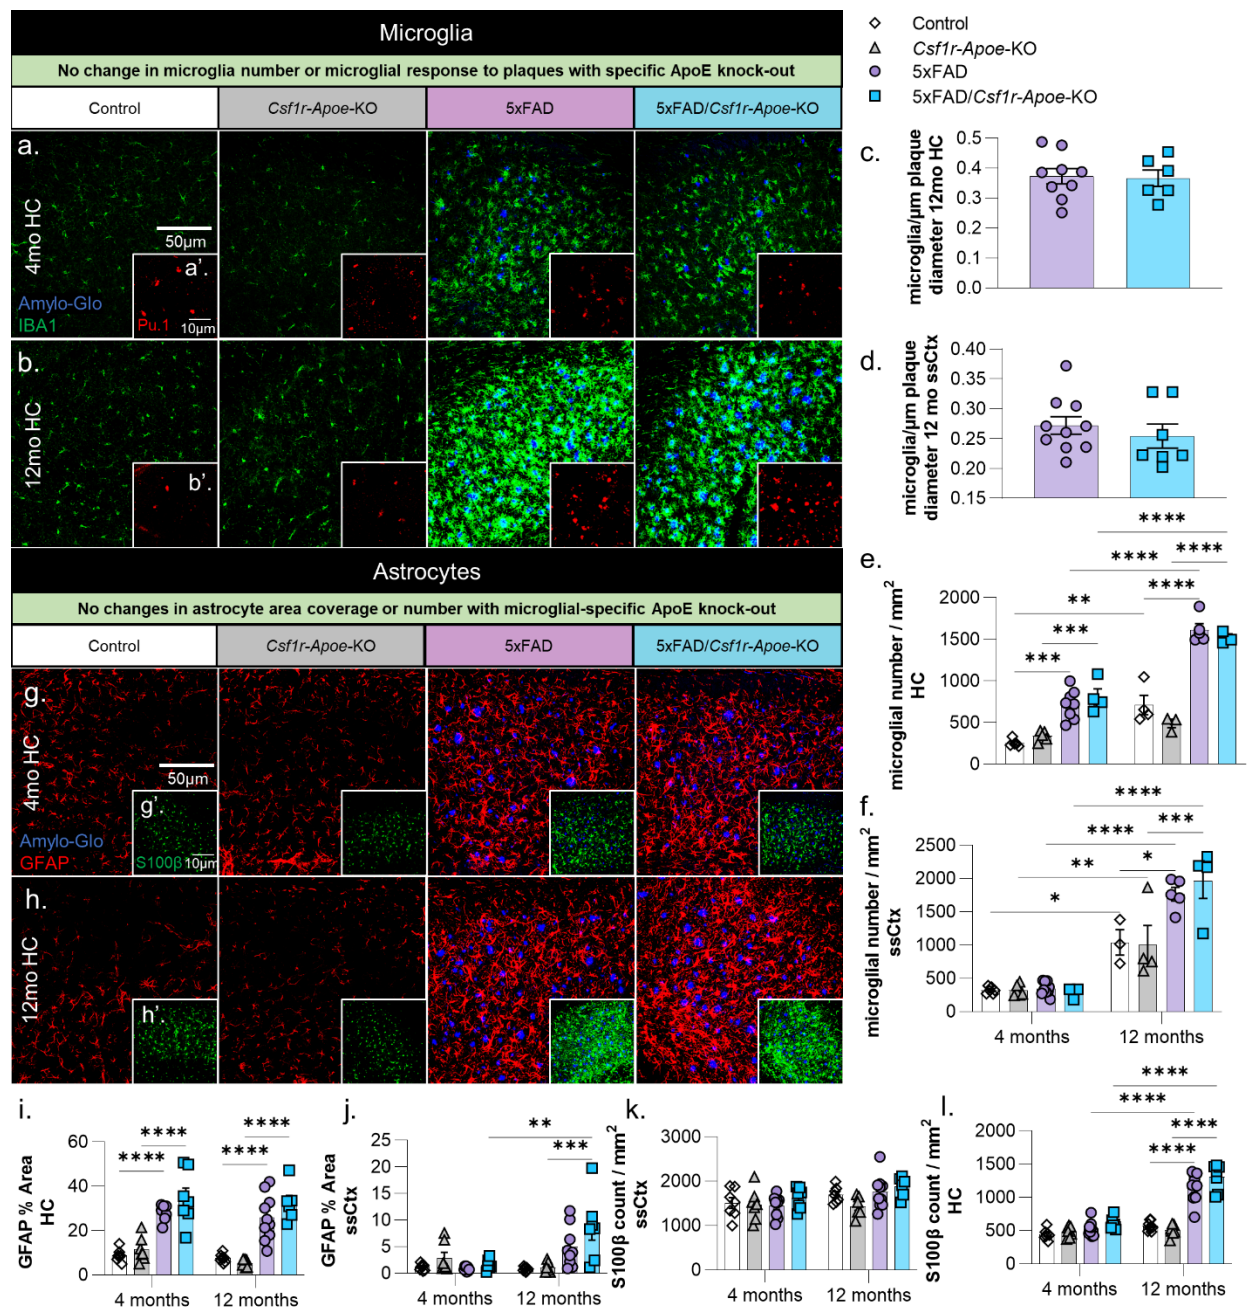 Microglia
No change in microglia number or microglial response to plaques with specific ApoE knock-out
Control
Csf1r-Apoe-KO
5xFAD
5xFAD/Csf1r-Apoe-KO
a.
4mo HC
50µm
Amylo-Glo
IBA1
a'.
Pu.1
10µm
b.
12mo HC
b'.
Astrocytes
No changes in astrocyte area coverage or number with microglial-specific ApoE knock-out
Control
Csf1r-Apoe-KO
5xFAD
5xFAD/Csf1r-Apoe-KO
g.
4mo HC
50µm
Amylo-Glo
GFAP
g'.
S100β
10µm
h.
12mo HC
h'.
Control
Csf1r-Apoe-KO
5xFAD
5xFAD/Csf1r-Apoe-KO
c.
microglia/µm plaque
diameter 12mo HC
0.5
0.4
0.3
0.2
0.1
0.0
d.
microglia/µm plaque
diameter 12 mo ssCtx
0.40
0.35
0.30
0.25
0.20
0.15
e.
microglial number / mm²
HC
2000
1500
1000
500
0
***
***
**
****
****
****
****
f.
microglial number / mm²
ssCtx
2500
2000
1500
1000
500
0
*
**
*
****
***
****
4 months
12 months
i.
GFAP % Area
HC
60
40
20
0
****
****
****
****
4 months
12 months
j.
GFAP % Area
ssCtx
25
20
15
10
5
0
**
***
4 months
12 months
k.
S100β count / mm²
ssCtx
3000
2000
1000
0
4 months
12 months
l.
S100β count / mm²
HC
2000
1500
1000
500
0
****
****
****
****
4 months
12 months